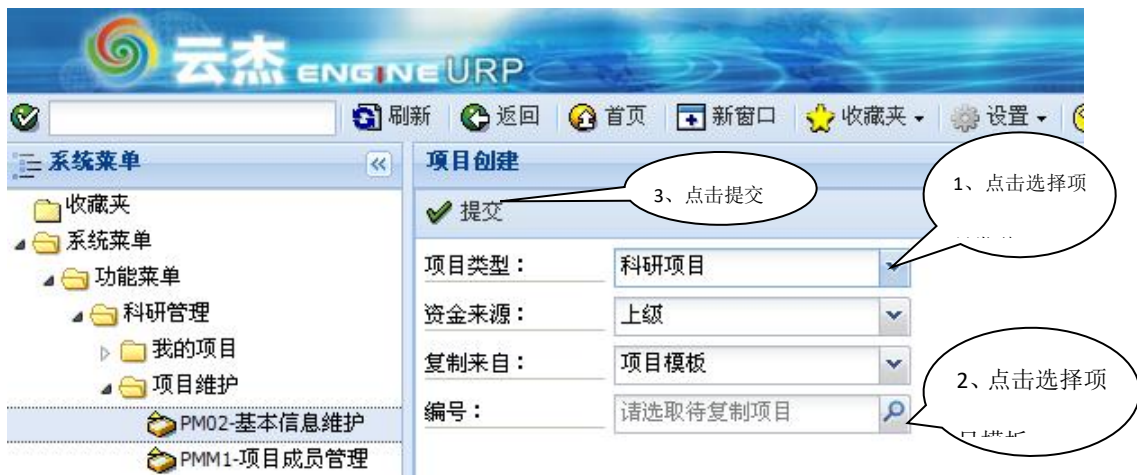 云杰 ENGINE URP
刷新 返回 首页 新窗口 收藏夹 设置
系统菜单
项目创建
收藏夹
系统菜单
功能菜单
科研管理
我的项目
项目维护
PM02-基本信息维护
PMM1-项目成员管理
提交
3、点击提交
1、点击选择项
项目类型： 科研项目
资金来源： 上级
复制来自： 项目模板
编号： 请选取待复制项目
2、点击选择项